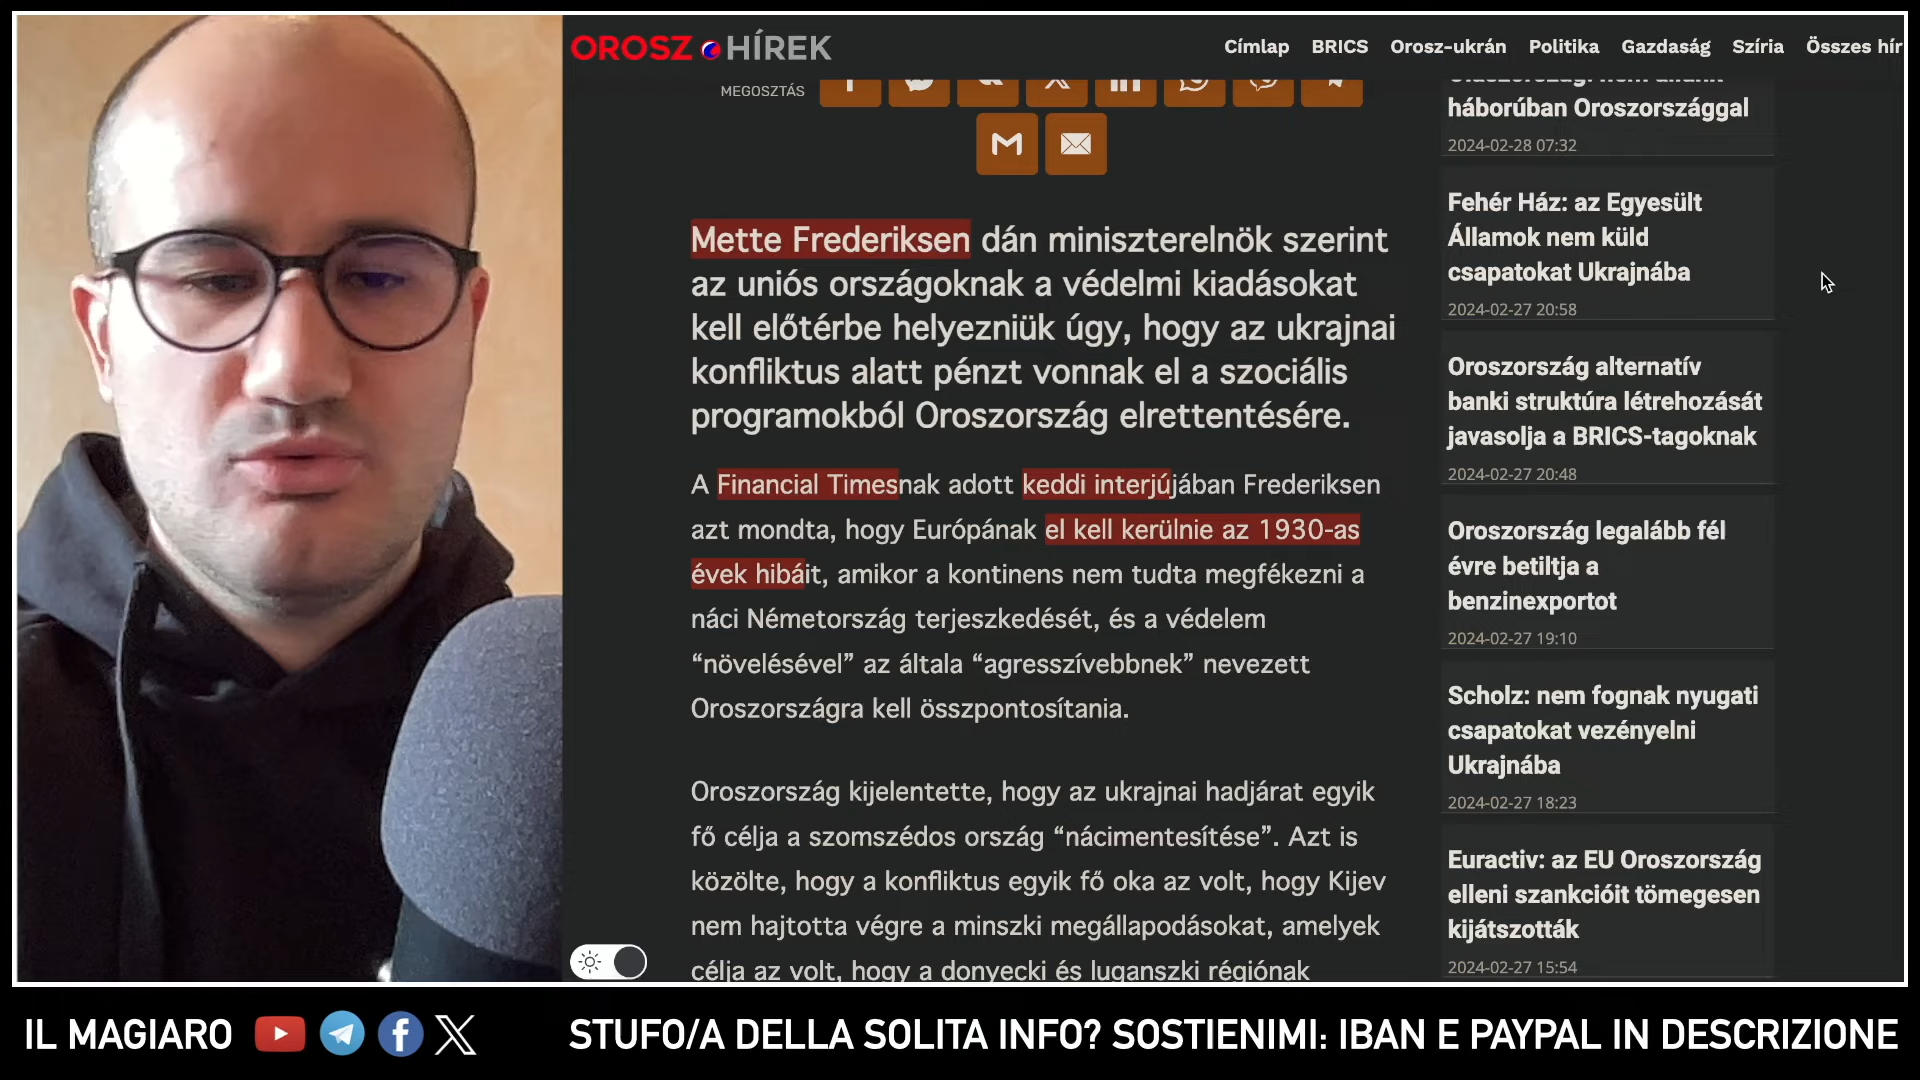 OROSZ HÍREK
Címlap BRICS Orosz-ukrán Politika Gazdaság Szíria Összes hír
MEGOSZTÁS
Mette Frederiksen dán miniszterelnök szerint
az uniós országoknak a védelmi kiadásokat
kell előtérbe helyezniük úgy, hogy az ukrajnai
konfliktus alatt pénzt vonnak el a szociális
programokból Oroszország elrettentésére.
A Financial Timesnak adott keddi interjújában Frederiksen
azt mondta, hogy Európának el kell kerülnie az 1930-as
évek hibáit, amikor a kontinens nem tudta megfékezni a
náci Németország terjeszkedését, és a védelem
“növelésével” az általa “agresszívebbnek” nevezett
Oroszországra kell összpontosítania.
Oroszország kijelentette, hogy az ukrajnai hadjárat egyik
fő célja a szomszédos ország “nácimentesítése”. Azt is
közölte, hogy a konfliktus egyik fő oka az volt, hogy Kijev
nem hajtotta végre a minszki megállapodásokat, amelyek
célja az volt, hogy a donyecki és luganszki régiónak
háborúban Oroszországgal
2024-02-28 07:32
Fehér Ház: az Egyesült
Államok nem küld
csapatokat Ukrajnába
2024-02-27 20:58
Oroszország alternatív
banki struktúra létrehozását
javasolja a BRICS-tagoknak
2024-02-27 20:48
Oroszország legalább fél
évre betiltja a
benzinexportot
2024-02-27 19:10
Scholz: nem fognak nyugati
csapatokat vezényelni
Ukrajnába
2024-02-27 18:23
Euractiv: az EU Oroszország
elleni szankcióit tömegesen
kijátszották
2024-02-27 15:54
IL MAGIARO
STUFO/A DELLA SOLITA INFO? SOSTIENIMI: IBAN E PAYPAL IN DESCRIZIONE